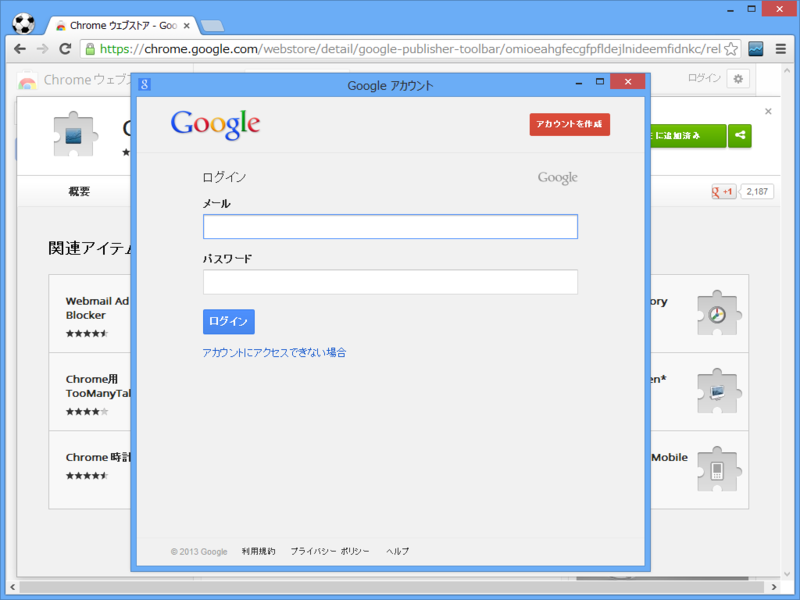 Chrome ウェブストア - Goo
https://chrome.google.com/webstore/detail/google-publisher-toolbar/omioeahgfecgfpfldejlnideemfidnkc/rel
Chrome ウェブ
ログイン
Google アカウント
Google
アカウントを作成
に追加済み
ログイン
Google
メール
概要
+1
2,187
パスワード
関連アイテム
Webmail Ad
Blocker
ory
ログイン
アカウントにアクセスできない場合
Chrome用
TooManyTa
en*
Chrome 時計
Mobile
© 2013 Google
利用規約
プライバシー ポリシー
ヘルプ